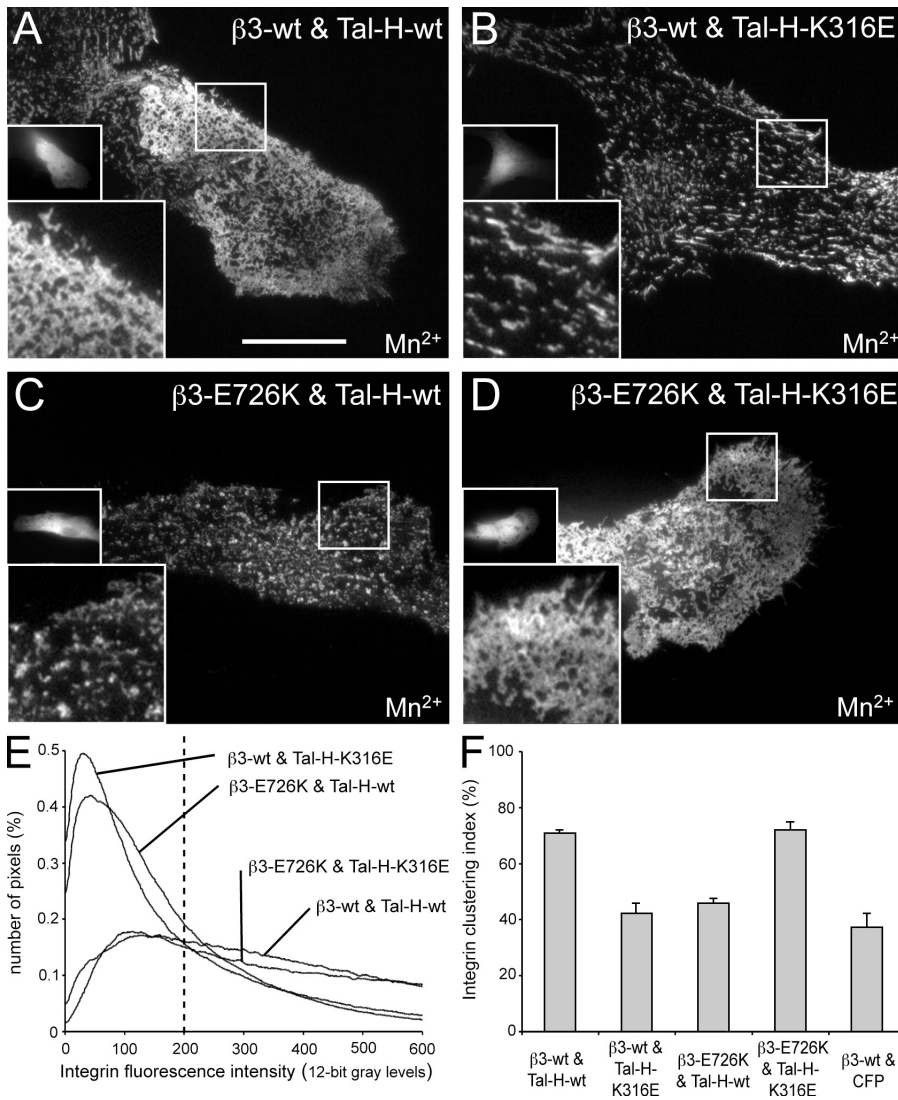 A
β3-wt & Tal-H-wt
Mn2+
B
β3-wt & Tal-H-K316E
Mn2+
C
β3-E726K & Tal-H-wt
Mn2+
D
β3-E726K & Tal-H-K316E
Mn2+
E
number of pixels (%)
0.5
0.4
0.3
0.2
0.1
0
β3-wt & Tal-H-K316E
β3-E726K & Tal-H-wt
β3-E726K & Tal-H-K316E
β3-wt & Tal-H-wt
0 100 200 300 400 500 600
Integrin fluorescence intensity (12-bit gray levels)
F
Integrin clustering index (%)
100
80
60
40
20
0
β3-wt & Tal-H-wt
β3-wt & Tal-H-K316E
β3-E726K & Tal-H-wt
β3-E726K & Tal-H-K316E
β3-wt & CFP